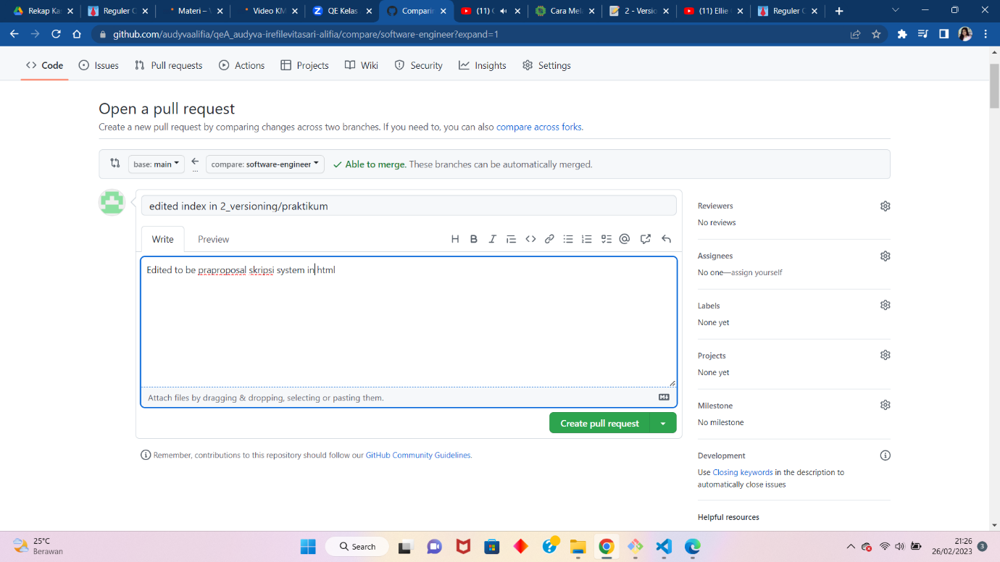 Rekap Ka
Reguler C
Materi –
Video KM
QE Kelas
Comparin
(11)
Cara Mel
2 - Versio
(11) Ellie
Reguler C
github.com/audyvaalifia/qeA_audyva-irefilevitasari-alifia/compare/software-engineer?expand=1
Code Issues Pull requests Actions Projects Wiki Security Insights Settings
Open a pull request
Create a new pull request by comparing changes across two branches. If you need to, you can also compare across forks.
base: main ... compare: software-engineer Able to merge. These branches can be automatically merged.
edited index in 2_versioning/praktikum
Write Preview
Edited to be praproposal skripsi system in html
Attach files by dragging & dropping, selecting or pasting them.
Create pull request
Remember, contributions to this repository should follow our GitHub Community Guidelines.
Reviewers
No reviews
Assignees
No one—assign yourself
Labels
None yet
Projects
None yet
Milestone
No milestone
Development
Use Closing keywords in the description to
automatically close issues
Helpful resources
25°C
Berawan
Search
21:26
26/02/2023
3